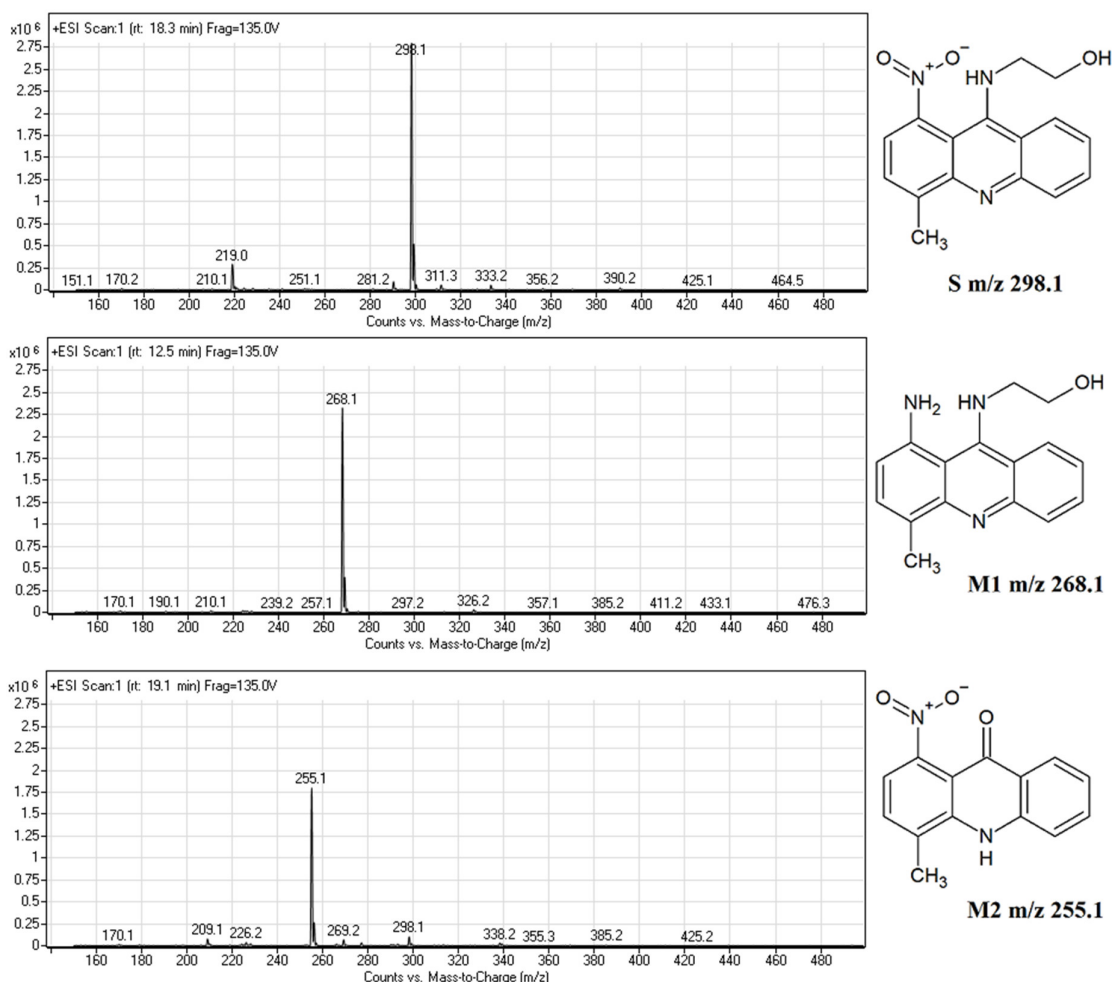 ×10 6
+ESI Scan:1 (rt: 18.3 min) Frag=135.0V
2.75
2.5
2.25
2
1.75
1.5
1.25
1
0.75
0.5
0.25
0
298.1
219.0
151.1 170.2 210.1 251.1 281.2 311.3 333.2 356.2 390.2 425.1 464.5
160 180 200 220 240 260 280 300 320 340 360 380 400 420 440 460 480
Counts vs. Mass-to-Charge (m/z)
O N+ O− HN OH
N
CH3
S m/z 298.1
×10 6
+ESI Scan:1 (rt: 12.5 min) Frag=135.0V
2.75
2.5
2.25
2
1.75
1.5
1.25
1
0.75
0.5
0.25
0
268.1
170.1 190.1 210.1 239.2 257.1 297.2 326.2 357.1 385.2 411.2 433.1 476.3
160 180 200 220 240 260 280 300 320 340 360 380 400 420 440 460 480
Counts vs. Mass-to-Charge (m/z)
NH2 HN OH
N
CH3
M1 m/z 268.1
×10 6
+ESI Scan:1 (rt: 19.1 min) Frag=135.0V
2.75
2.5
2.25
2
1.75
1.5
1.25
1
0.75
0.5
0.25
0
255.1
170.1 209.1 226.2 269.2 298.1 338.2 355.3 385.2 425.2
160 180 200 220 240 260 280 300 320 340 360 380 400 420 440 460 480
Counts vs. Mass-to-Charge (m/z)
O N+ O− O
N
H
CH3
M2 m/z 255.1